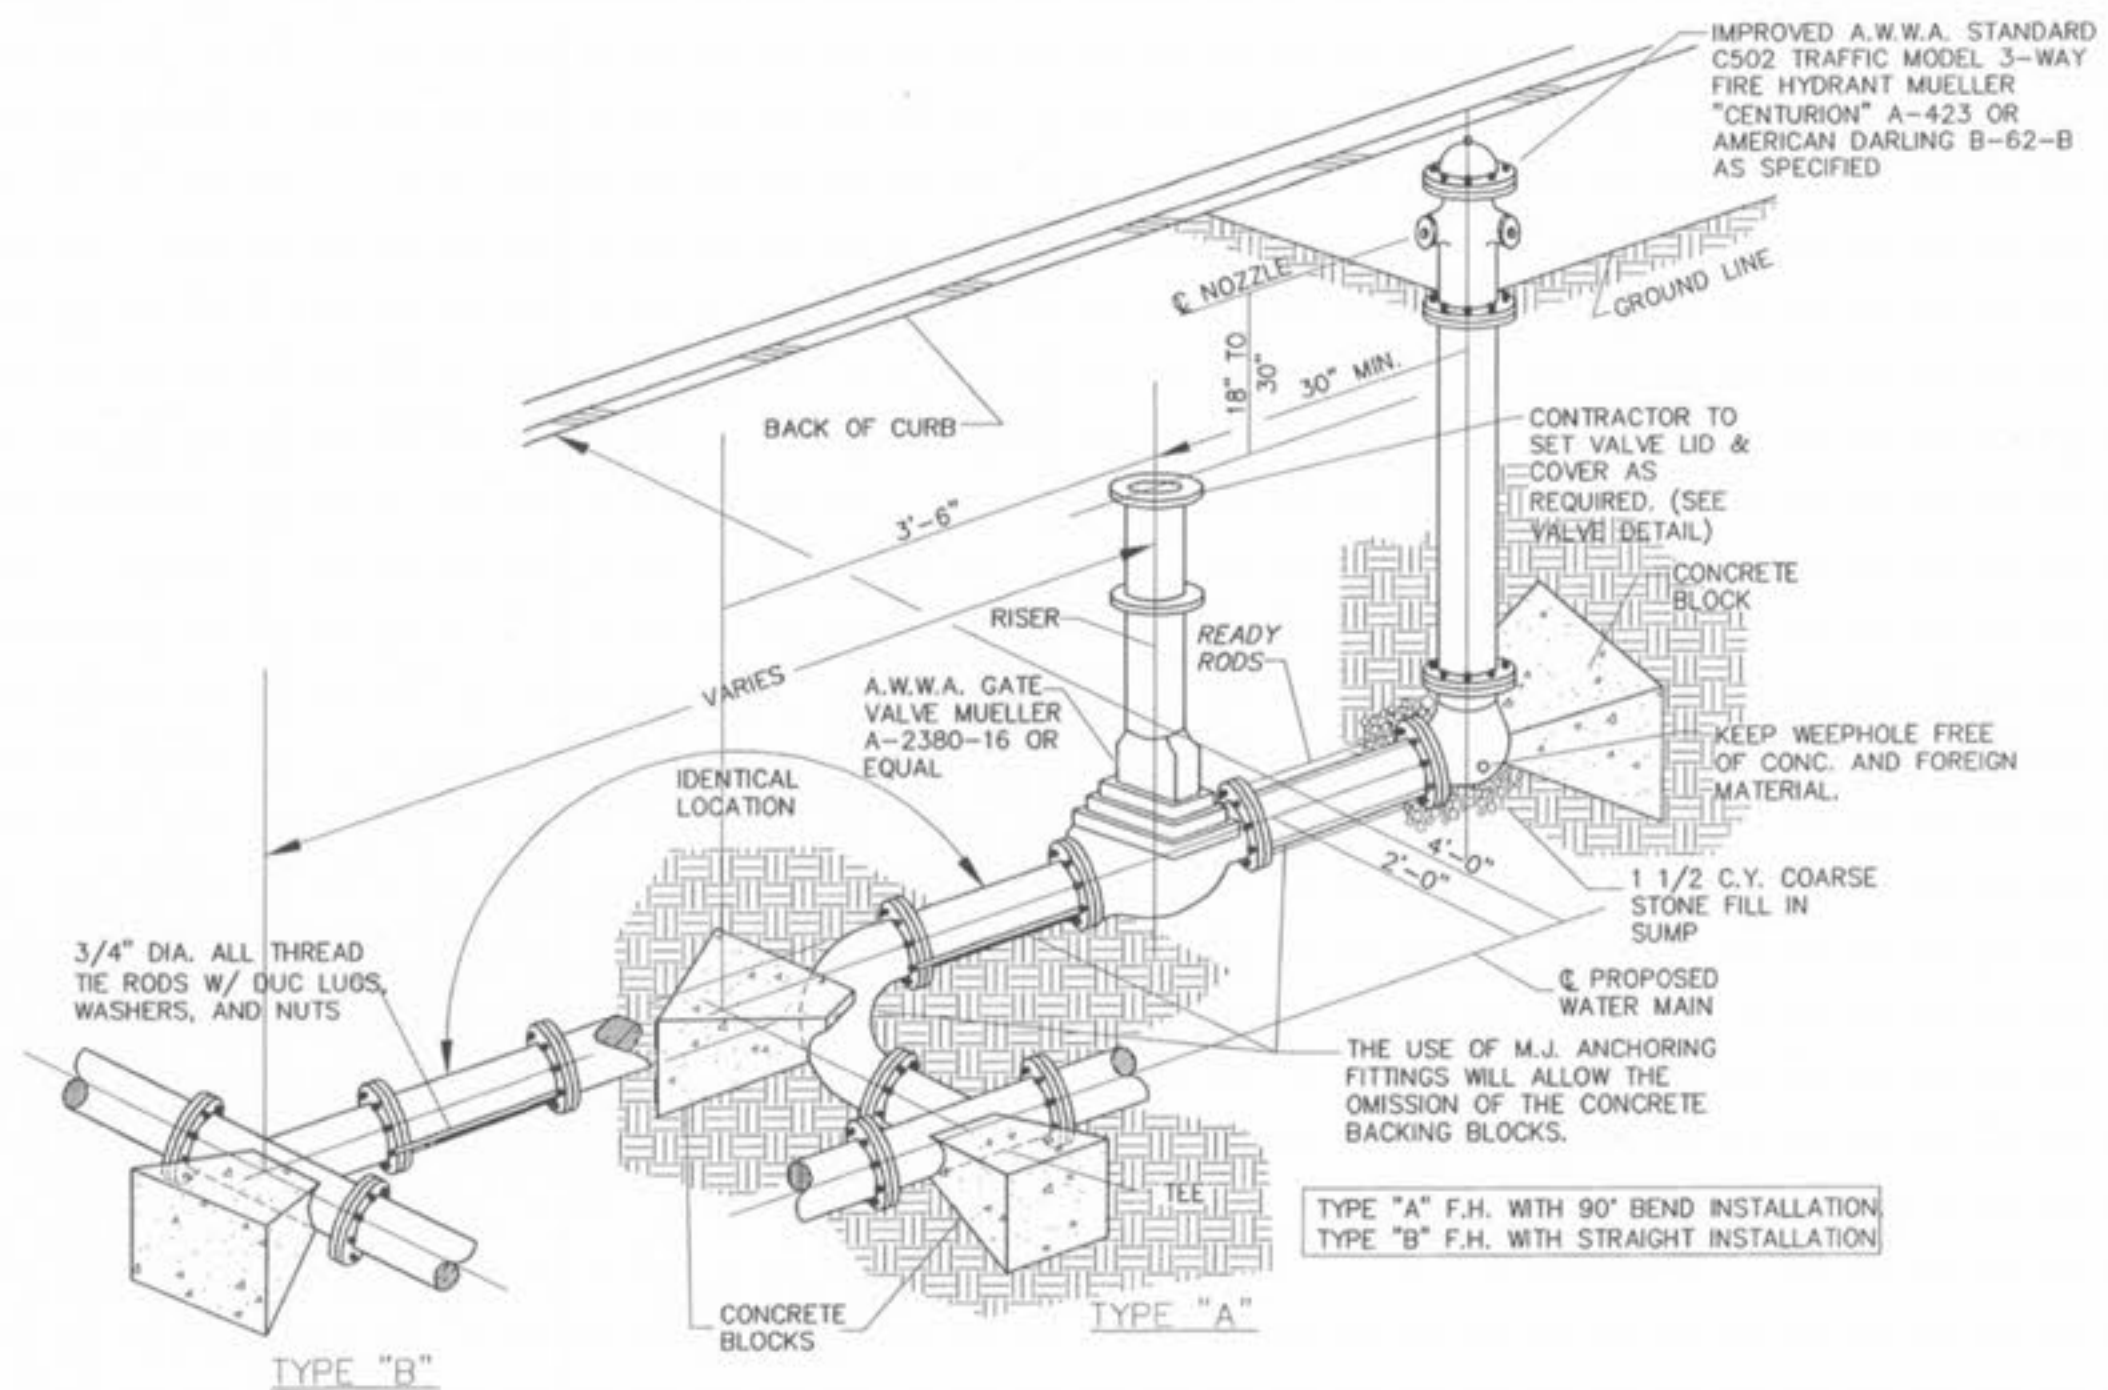 IMPROVED A.W.W.A. STANDARD
C502 TRAFFIC MODEL 3-WAY
FIRE HYDRANT MUELLER
"CENTURION" A-423 OR
AMERICAN DARLING B-62-B
AS SPECIFIED
℄ NOZZLE
GROUND LINE
18" TO
30"
30" MIN.
BACK OF CURB
CONTRACTOR TO
SET VALVE LID &
COVER AS
REQUIRED. (SEE
VALVE DETAIL)
3'-6"
CONCRETE
BLOCK
RISER
READY
RODS
VARIES
A.W.W.A. GATE
VALVE MUELLER
A-2380-16 OR
EQUAL
KEEP WEEPHOLE FREE
OF CONC. AND FOREIGN
MATERIAL.
IDENTICAL
LOCATION
4'-0"
2'-0"
1 1/2 C.Y. COARSE
STONE FILL IN
SUMP
3/4" DIA. ALL THREAD
TIE RODS W/ DUC LUGS,
WASHERS, AND NUTS
℄ PROPOSED
WATER MAIN
THE USE OF M.J. ANCHORING
FITTINGS WILL ALLOW THE
OMISSION OF THE CONCRETE
BACKING BLOCKS.
TEE
TYPE "A" F.H. WITH 90° BEND INSTALLATION.
TYPE "B" F.H. WITH STRAIGHT INSTALLATION
CONCRETE
BLOCKS
TYPE "A"
TYPE "B"